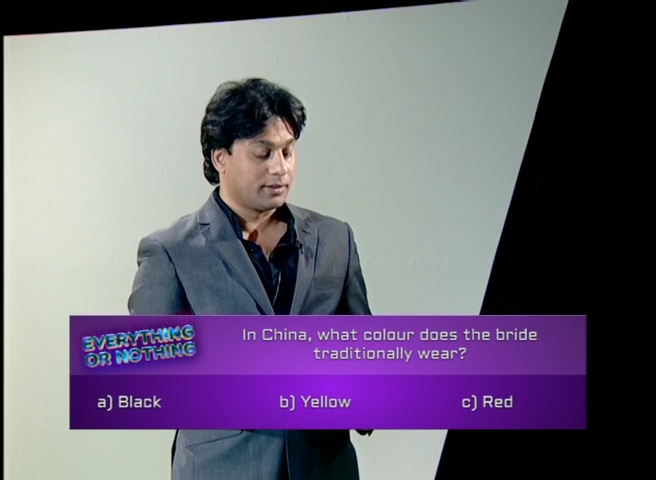 EVERYTHING
OR NOTHING
In China, what colour does the bride
traditionally wear?
a) Black
b) Yellow
c) Red